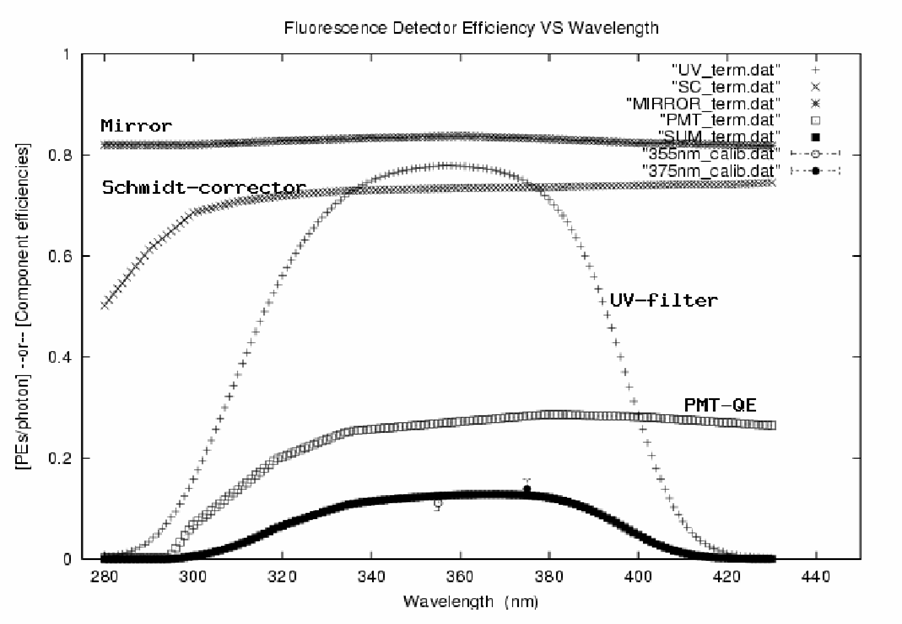 Fluorescence Detector Efficiency VS Wavelength
1
"UV_term.dat"
"SC_term.dat"
"MIRROR_term.dat"
"PMT_term.dat"
"SUM_term.dat"
"355nm_calib.dat"
"375nm_calib.dat"
Mirror
0.8
Schmidt-corrector
0.6
UV-filter
0.4
PMT-QE
0.2
0
[PEs/photon] --or-- [Component efficiencies]
280 300 320 340 360 380 400 420 440
Wavelength (nm)